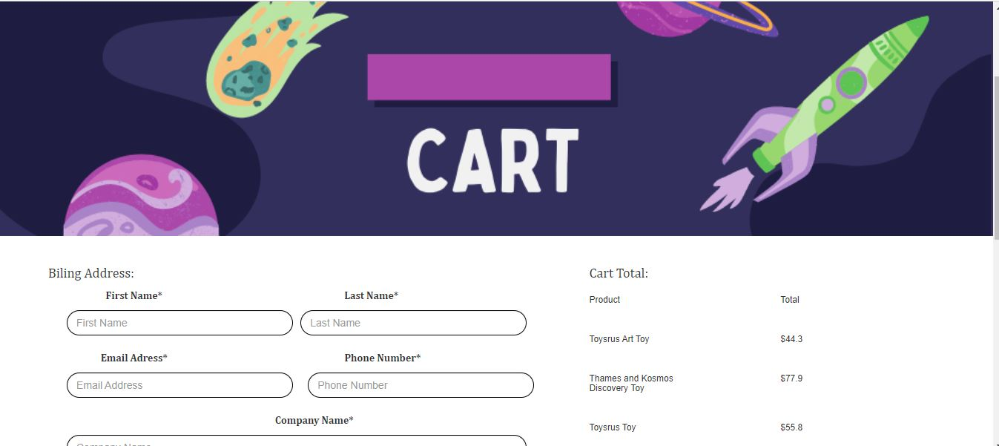 CART
Biling Address:
First Name*
Last Name*
First Name
Last Name
Email Adress*
Phone Number*
Email Address
Phone Number
Company Name*
Company Name
Cart Total:
Product
Total
Toysrus Art Toy
$44.3
Thames and Kosmos
Discovery Toy
$77.9
Toysrus Toy
$55.8